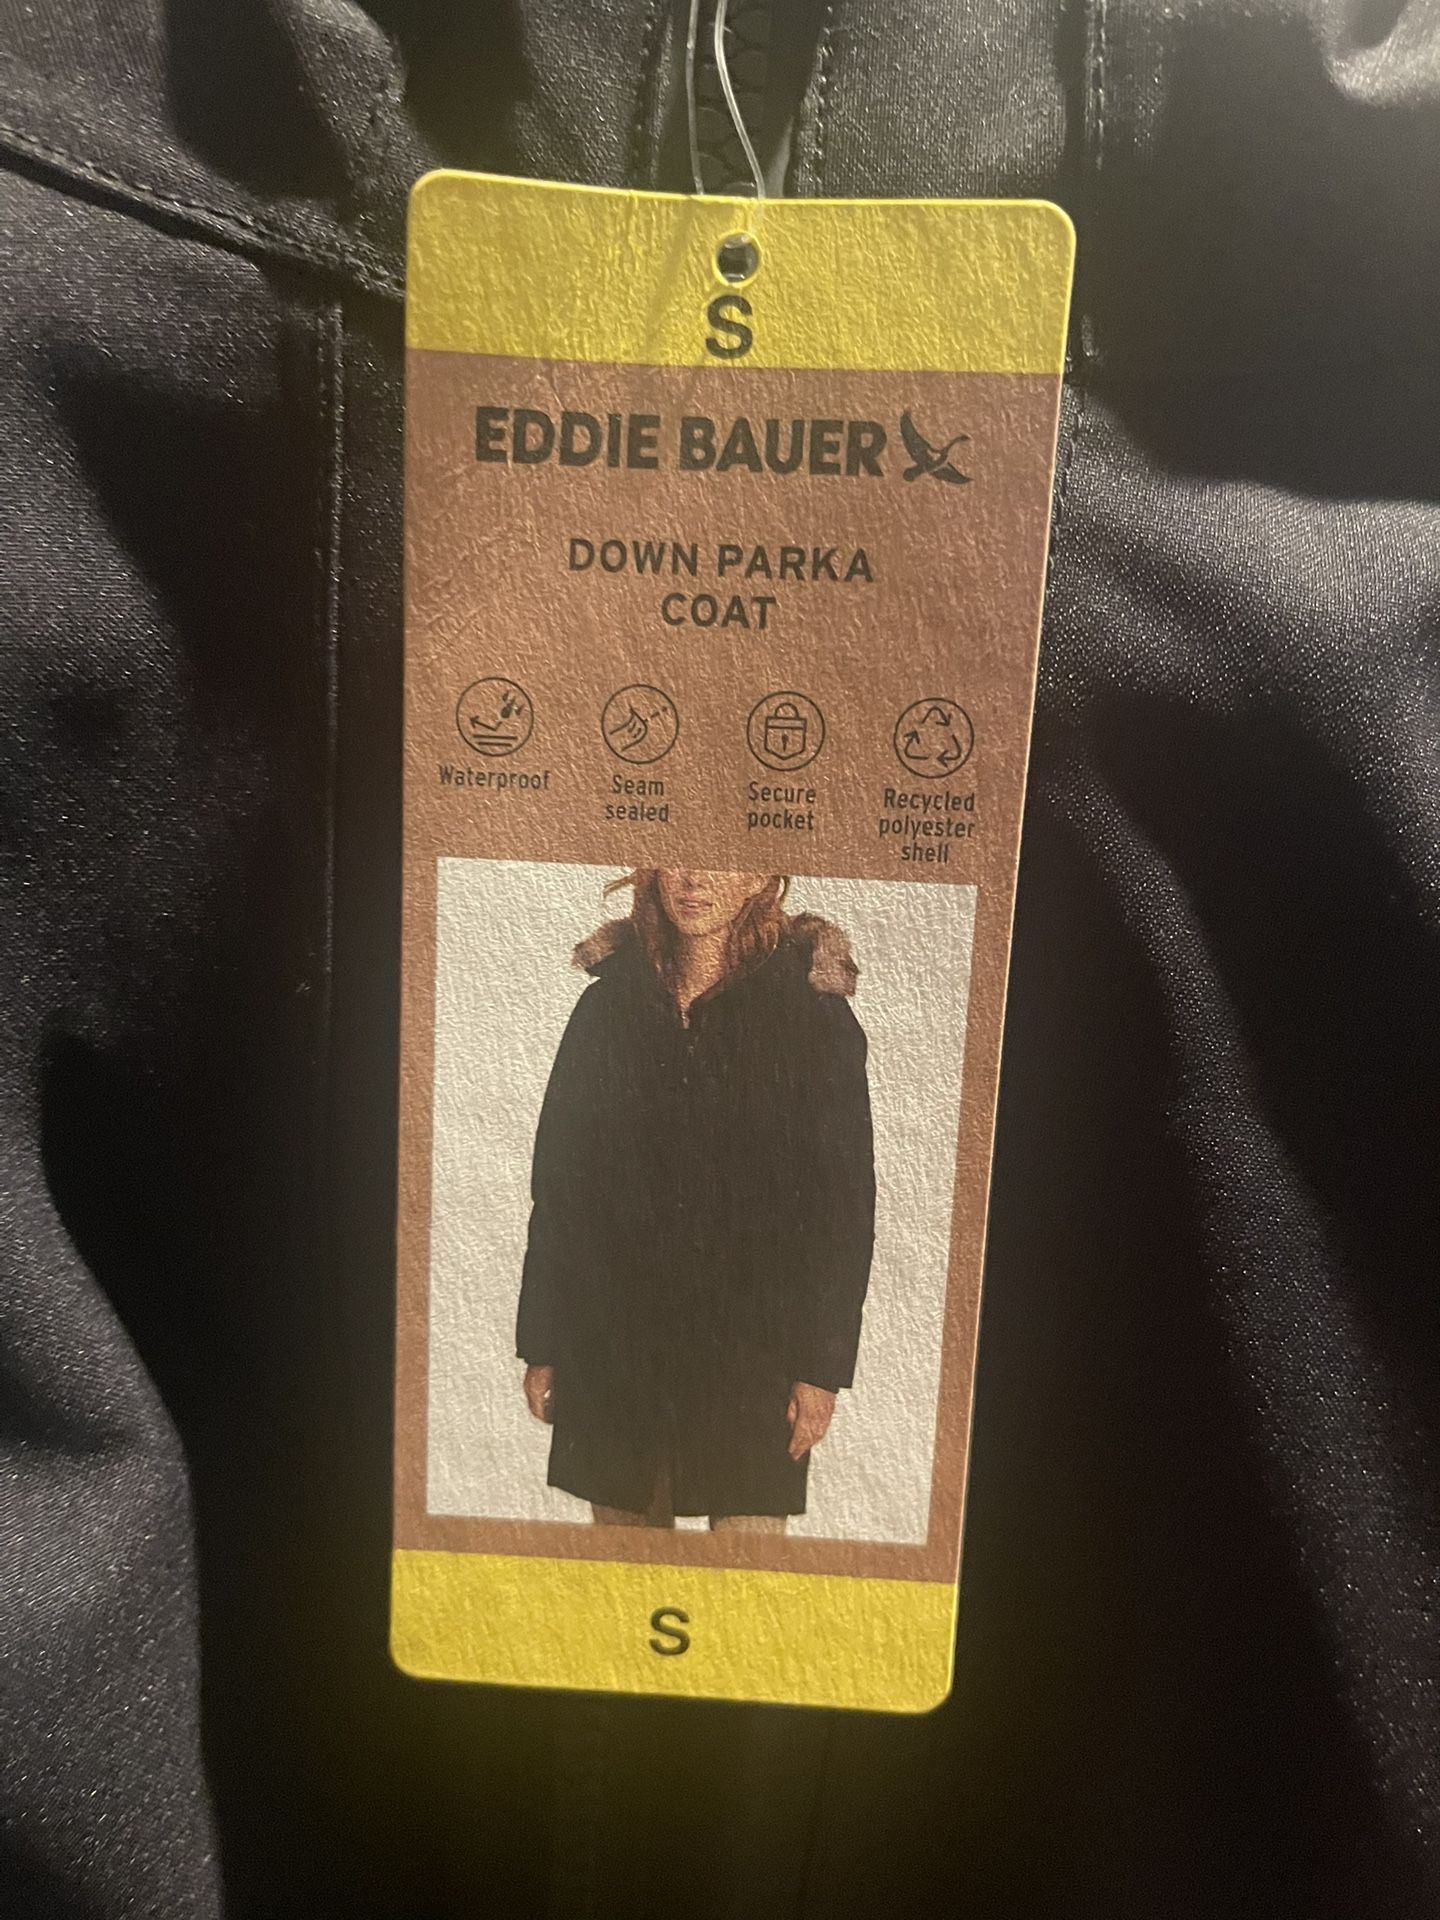 S
EDDIE BAUER
DOWN PARKA
COAT
Waterproof
Seam
sealed
Secure
pocket
Recycled
polyester
shell
S